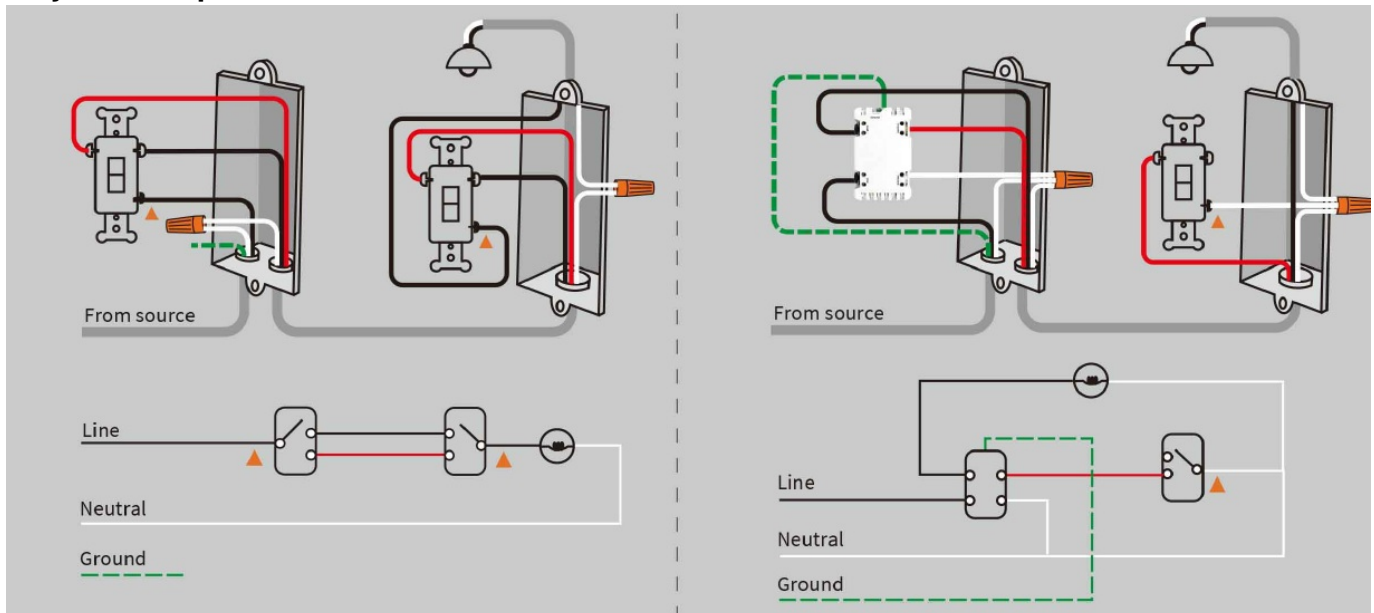 From source
Line
Neutral
Ground
From source
Line
Neutral
Ground